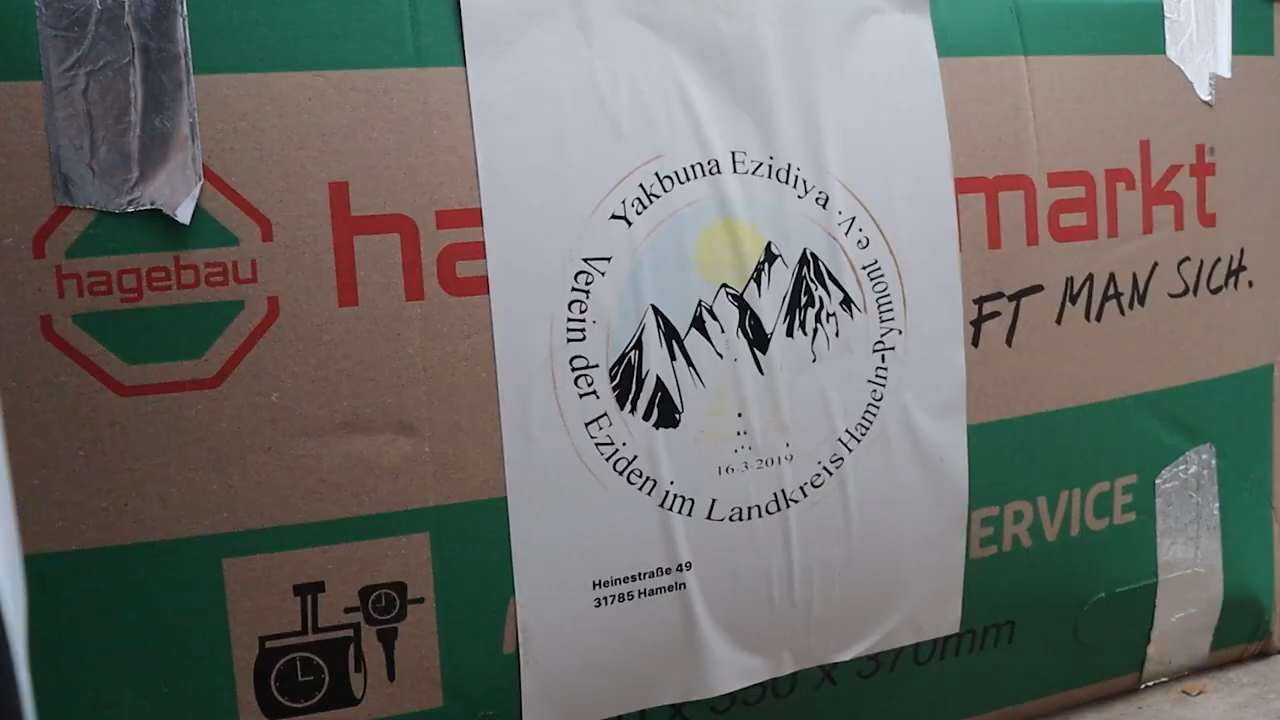 hagebau
ha
markt
FT MAN SICH.
Yakbuna Ezidiya · e.V.
Verein der Eziden im Landkreis Hameln-Pyrmont
16.3.2019
Heinestraße 49
31785 Hameln
ERVICE
x 370mm